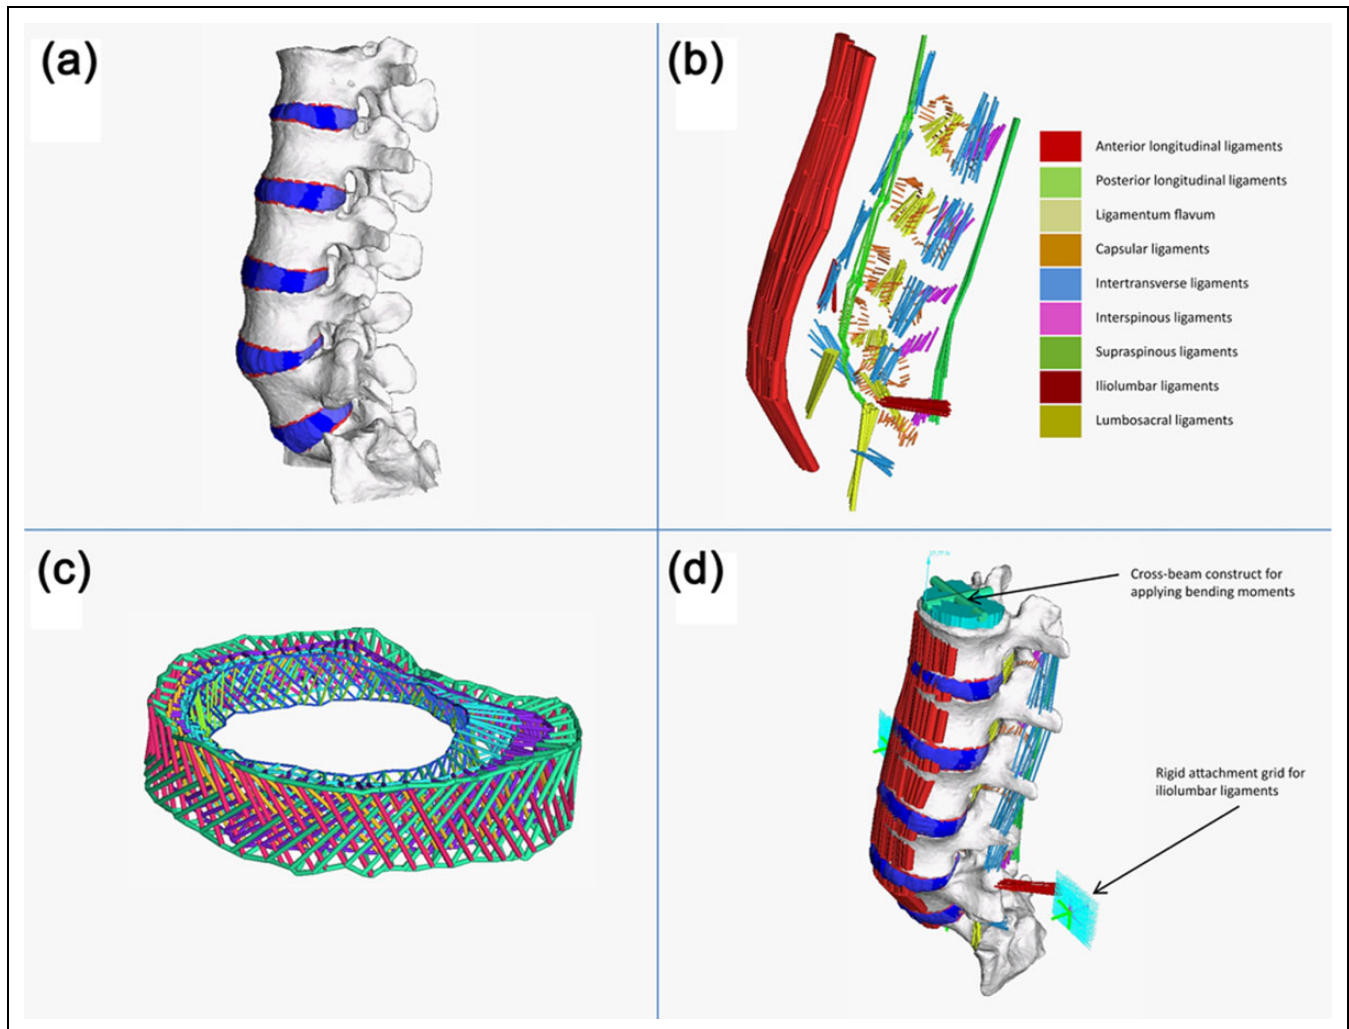 (a)
(b)
Anterior longitudinal ligaments
Posterior longitudinal ligaments
Ligamentum flavum
Capsular ligaments
Intertransverse ligaments
Interspinous ligaments
Supraspinous ligaments
Iliolumbar ligaments
Lumbosacral ligaments
(c)
(d)
Cross-beam construct for
applying bending moments
Rigid attachment grid for
iliolumbar ligaments